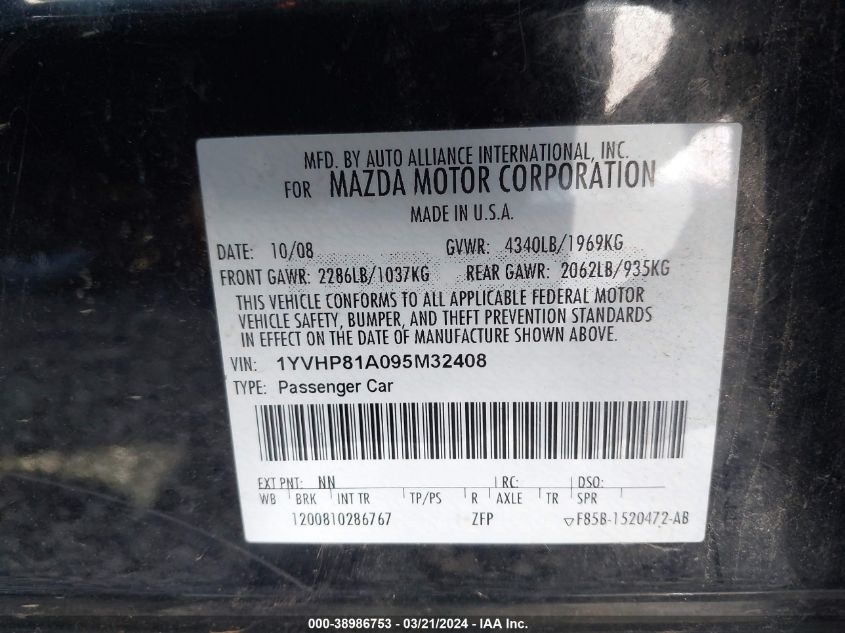 MFD. BY AUTO ALLIANCE INTERNATIONAL, INC.
FOR MAZDA MOTOR CORPORATION
MADE IN U.S.A.
DATE: 10/08 GVWR: 4340LB/1969KG
FRONT GAWR: 2286LB/1037KG REAR GAWR: 2062LB/935KG
THIS VEHICLE CONFORMS TO ALL APPLICABLE FEDERAL MOTOR
VEHICLE SAFETY, BUMPER, AND THEFT PREVENTION STANDARDS
IN EFFECT ON THE DATE OF MANUFACTURE SHOWN ABOVE.
VIN: 1YVHP81A095M32408
TYPE: Passenger Car
EXT PNT: NN RC: DSO:
WB BRK INT TR TP/PS R AXLE TR SPR
1200810286767 ZFP ▽F85B-1520472-AB
000-38986753 - 03/21/2024 - IAA Inc.